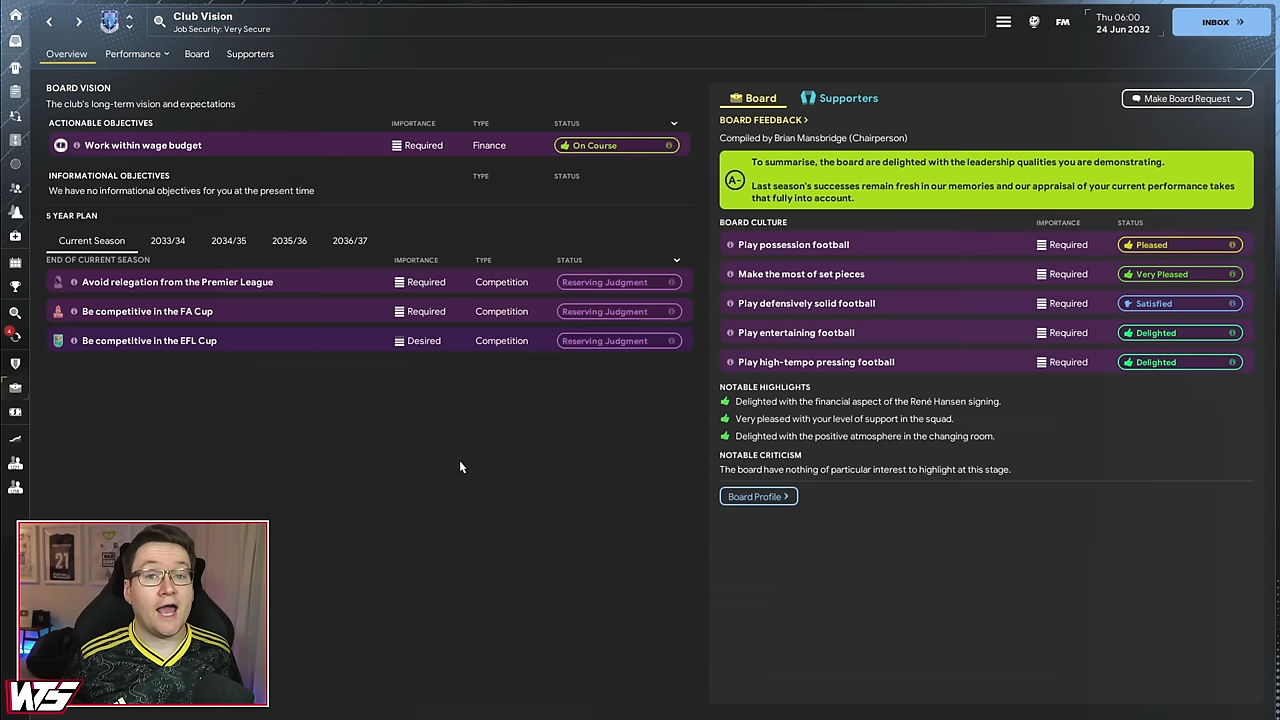 Club Vision
Job Security: Very Secure
FM
Thu 06:00
24 Jun 2032
INBOX
Overview
Performance
Board
Supporters
BOARD VISION
The club's long-term vision and expectations
ACTIONABLE OBJECTIVES IMPORTANCE TYPE STATUS
Work within wage budget Required Finance On Course
INFORMATIONAL OBJECTIVES TYPE STATUS
We have no informational objectives for you at the present time
5 YEAR PLAN
Current Season 2033/34 2034/35 2035/36 2036/37
END OF CURRENT SEASON IMPORTANCE TYPE STATUS
Avoid relegation from the Premier League Required Competition Reserving Judgment
Be competitive in the FA Cup Required Competition Reserving Judgment
Be competitive in the EFL Cup Desired Competition Reserving Judgment
Board Supporters
Make Board Request
BOARD FEEDBACK >
Compiled by Brian Mansbridge (Chairperson)
A-
To summarise, the board are delighted with the leadership qualities you are demonstrating.
Last season's successes remain fresh in our memories and our appraisal of your current performance takes
that fully into account.
BOARD CULTURE IMPORTANCE STATUS
Play possession football Required Pleased
Make the most of set pieces Required Very Pleased
Play defensively solid football Required Satisfied
Play entertaining football Required Delighted
Play high-tempo pressing football Required Delighted
NOTABLE HIGHLIGHTS
Delighted with the financial aspect of the René Hansen signing.
Very pleased with your level of support in the squad.
Delighted with the positive atmosphere in the changing room.
NOTABLE CRITICISM
The board have nothing of particular interest to highlight at this stage.
Board Profile >
4
21
WTS